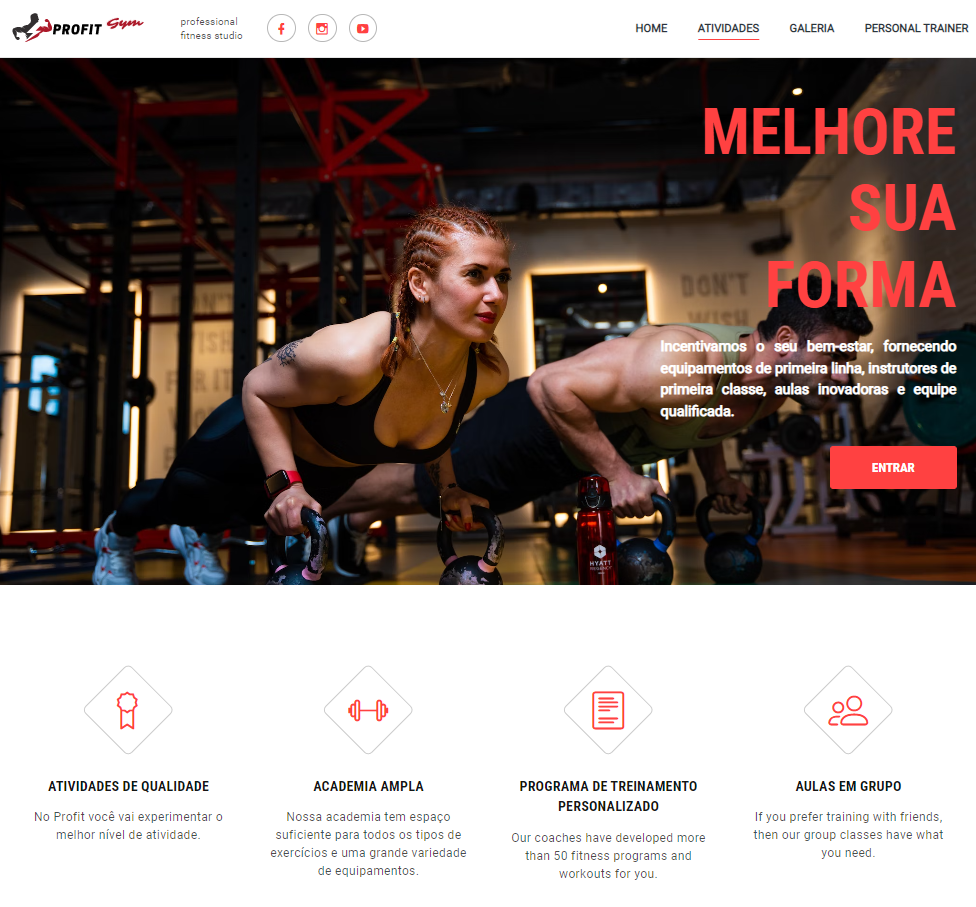 PROFIT Gym
professional
fitness studio
HOME
ATIVIDADES
GALERIA
PERSONAL TRAINER
MELHORE
SUA
FORMA
DON'T
WISH
Incentivamos o seu bem-estar, fornecendo
equipamentos de primeira linha, instrutores de
primeira classe, aulas inovadoras e equipe
qualificada.
ENTRAR
HYATT
REGENCY
ATIVIDADES DE QUALIDADE
No Profit você vai experimentar o
melhor nível de atividade.
ACADEMIA AMPLA
Nossa academia tem espaço
suficiente para todos os tipos de
exercícios e uma grande variedade
de equipamentos.
PROGRAMA DE TREINAMENTO
PERSONALIZADO
Our coaches have developed more
than 50 fitness programs and
workouts for you.
AULAS EM GRUPO
If you prefer training with friends,
then our group classes have what
you need.